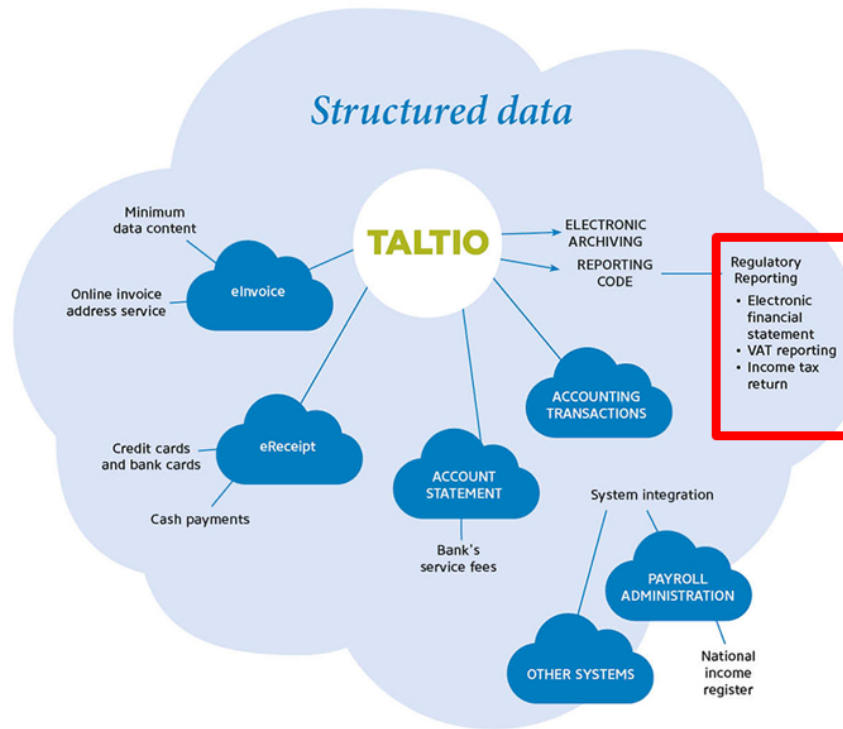 Structured data
TALTIO
Minimum
data content
eInvoice
Online invoice
address service
ELECTRONIC
ARCHIVING
REPORTING
CODE
Regulatory
Reporting
• Electronic
financial
statement
• VAT reporting
• Income tax
return
ACCOUNTING
TRANSACTIONS
Credit cards
and bank cards
eReceipt
Cash payments
ACCOUNT
STATEMENT
Bank's
service fees
System integration
PAYROLL
ADMINISTRATION
OTHER SYSTEMS
National
income
register